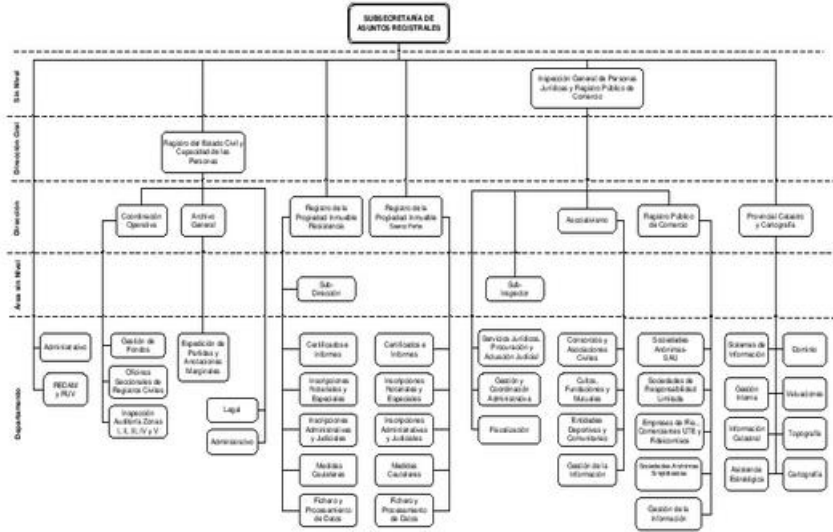 SUBSECRETARÍA DE
ASUNTOS REGISTRALES
Sin Nivel
Inspección General de Personas
Jurídicas y Registro Público de
Comercio
Dirección Gral
Registro del Estado Civil y
Capacidad de las
Personas
Dirección
Coordinación
Operativa
Archivo
General
Registro de la
Propiedad Inmueble
Resistencia
Registro de la
Propiedad Inmueble
Asociativismo
Registro Público
de Comercio
Provincial Catastro
y Cartografía
Área sin Nivel
Sub-
Dirección
Sub-
Inspector
Departamento
Administrativo
REDAM
y RUV
Gestión de
Fondos
Oficinas
Seccionales de
Registros Civiles
Inspección
Auditoría Zonas
I, II, III, IV y V
Expedición de
Partidas y
Anotaciones
Marginales
Legal
Administrativo
Certificados e
Informes
Inscripciones
Notariales y
Especiales
Inscripciones
Administrativas
y Judiciales
Medidas
Cautelares
Fichero y
Procesamiento
de Datos
Certificados e
Informes
Inscripciones
Notariales y
Especiales
Inscripciones
Administrativas
y Judiciales
Medidas
Cautelares
Fichero y
Procesamiento
de Datos
Servicios Jurídicos,
Procuración y
Actuación Judicial
Gestión y
Coordinación
Administrativa
Fiscalización
Consorcios y
Asociaciones
Civiles
Cultos,
Fundaciones y
Mutuales
Entidades
Deportivas y
Comunitarias
Gestión de la
Información
Sociedades
Anónimas-
SAU
Sociedades de
Responsabilidad
Limitada
Empresas de
Comerciantes UTE y
Fideicomisos
Sociedades Anónimas
Simplificadas
Gestión de la
Información
Sistemas de
Información
Gestión
Interna
Información
Catastral
Asistencia
Estratégica
Dominio
Valuaciones
Topografía
Cartografía